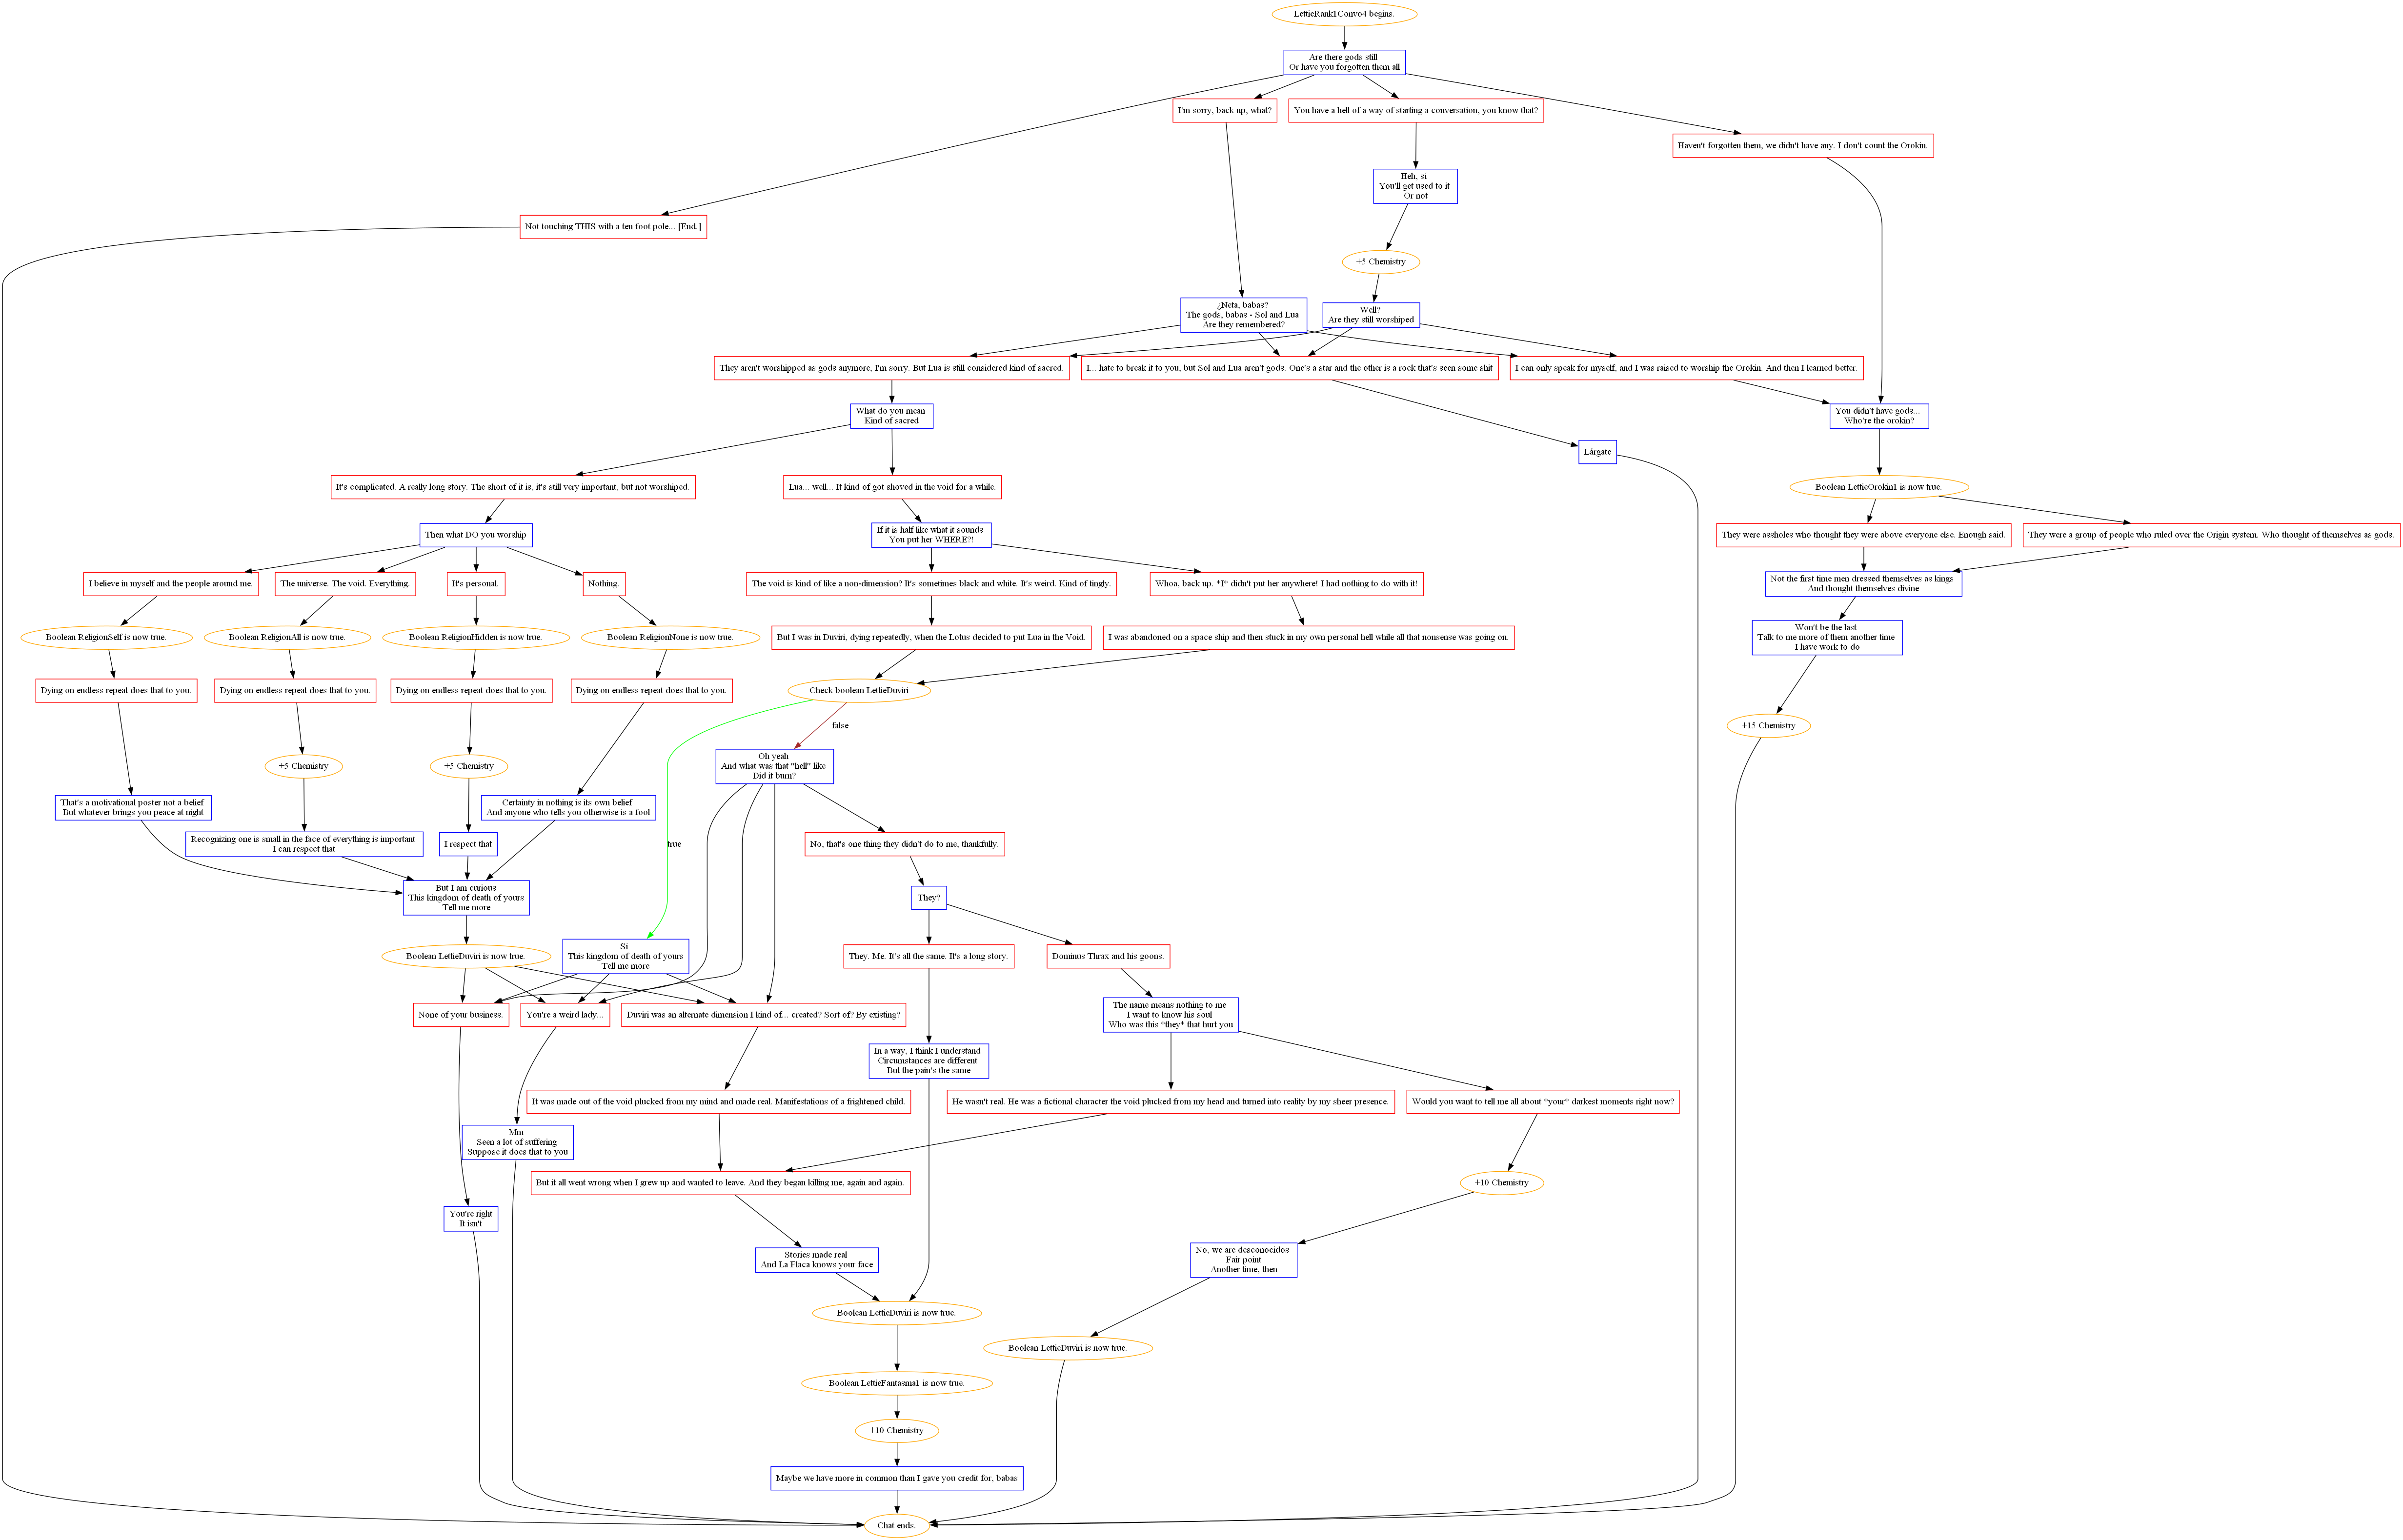 LettieRank1Convo4 begins.
Are there gods still
Or have you forgotten them all
I'm sorry, back up, what?
You have a hell of a way of starting a conversation, you know that?
Haven't forgotten them, we didn't have any. I don't count the Orokin.
Heh, sí
You'll get used to it
Or not
Not touching THIS with a ten foot pole... [End.]
+5 Chemistry
¿Neta, babas?
The gods, babas - Sol and Lua
Are they remembered?
Well?
Are they still worshiped
They aren't worshipped as gods anymore, I'm sorry. But Lua is still considered kind of sacred.
I... hate to break it to you, but Sol and Lua aren't gods. One's a star and the other is a rock that's seen some shit
I can only speak for myself, and I was raised to worship the Orokin. And then I learned better.
What do you mean
Kind of sacred
You didn't have gods...
Who're the orokin?
Lárgate
It's complicated. A really long story. The short of it is, it's still very important, but not worshiped.
Lua... well... It kind of got shoved in the void for a while.
Boolean LettieOrokin1 is now true.
Then what DO you worship
If it is half like what it sounds
You put her WHERE?!
They were assholes who thought they were above everyone else. Enough said.
They were a group of people who ruled over the Origin system. Who thought of themselves as gods.
I believe in myself and the people around me.
The universe. The void. Everything.
It's personal.
Nothing.
The void is kind of like a non-dimension? It's sometimes black and white. It's weird. Kind of tingly.
Whoa, back up. *I* didn't put her anywhere! I had nothing to do with it!
Not the first time men dressed themselves as kings
And thought themselves divine
Boolean ReligionSelf is now true.
Boolean ReligionAll is now true.
Boolean ReligionHidden is now true.
Boolean ReligionNone is now true.
But I was in Duviri, dying repeatedly, when the Lotus decided to put Lua in the Void.
I was abandoned on a space ship and then stuck in my own personal hell while all that nonsense was going on.
Won't be the last
Talk to me more of them another time
I have work to do
Dying on endless repeat does that to you.
Dying on endless repeat does that to you.
Dying on endless repeat does that to you.
Dying on endless repeat does that to you.
Check boolean LettieDuviri
+15 Chemistry
false
+5 Chemistry
+5 Chemistry
Oh yeah
And what was that "hell" like
Did it burn?
That's a motivational poster not a belief
But whatever brings you peace at night
Certainty in nothing is its own belief
And anyone who tells you otherwise is a fool
Recognizing one is small in the face of everything is important
I can respect that
I respect that
true
No, that's one thing they didn't do to me, thankfully.
But I am curious
This kingdom of death of yours
Tell me more
They?
Boolean LettieDuviri is now true.
Sí
This kingdom of death of yours
Tell me more
They. Me. It's all the same. It's a long story.
Dominus Thrax and his goons.
None of your business.
You're a weird lady...
Duviri was an alternate dimension I kind of... created? Sort of? By existing?
The name means nothing to me
I want to know his soul
Who was this *they* that hurt you
In a way, I think I understand
Circumstances are different
But the pain's the same
It was made out of the void plucked from my mind and made real. Manifestations of a frightened child.
He wasn't real. He was a fictional character the void plucked from my head and turned into reality by my sheer presence.
Would you want to tell me all about *your* darkest moments right now?
Mm
Seen a lot of suffering
Suppose it does that to you
But it all went wrong when I grew up and wanted to leave. And they began killing me, again and again.
+10 Chemistry
You're right
It isn't
Stories made real
And La Flaca knows your face
No, we are desconocidos
Fair point
Another time, then
Boolean LettieDuviri is now true.
Boolean LettieDuviri is now true.
Boolean LettieFantasma1 is now true.
+10 Chemistry
Maybe we have more in common than I gave you credit for, babas
Chat ends.